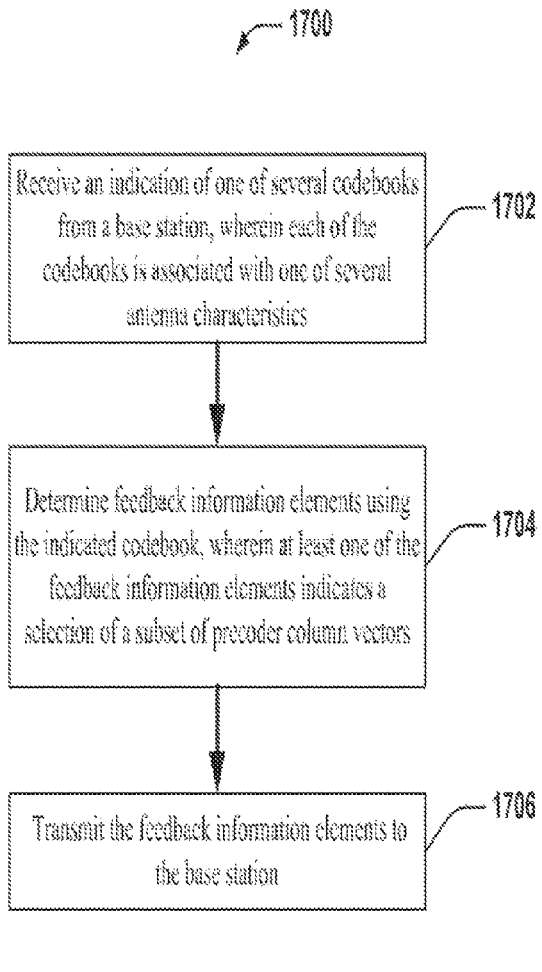 1700
Receive an indication of one of several codebooks
from a base station, wherein each of the
codebooks is associated with one of several
antenna characteristics
1702
Determine feedback information elements using
the indicated codebook, wherein at least one of the
feedback information elements indicates a
selection of a subset of precoder column vectors
1704
Transmit the feedback information elements to
the base station
1706